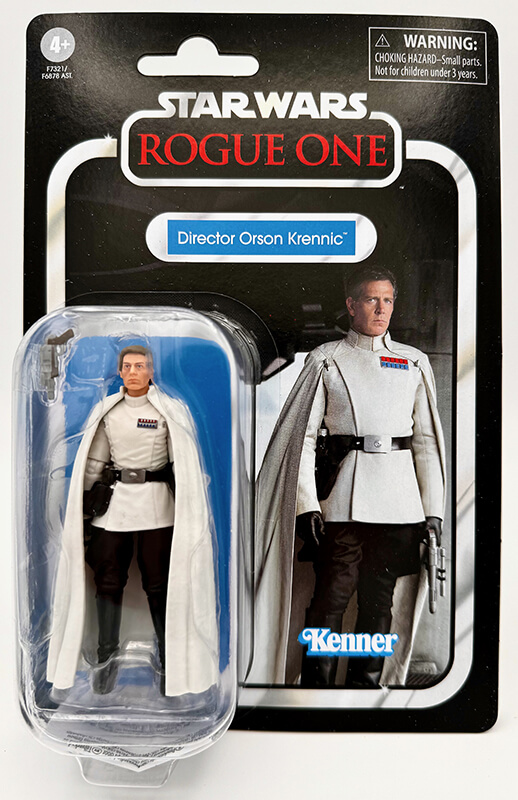 4+
F7321/
F6878 AST.
⚠ WARNING:
CHOKING HAZARD–Small parts.
Not for children under 3 years.
STAR WARS
ROGUE ONE
Director Orson Krennic™
Kenner